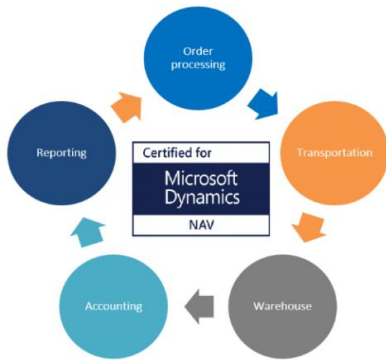 Order
processing
Transportation
Warehouse
Accounting
Reporting
Certified for
Microsoft
Dynamics
NAV